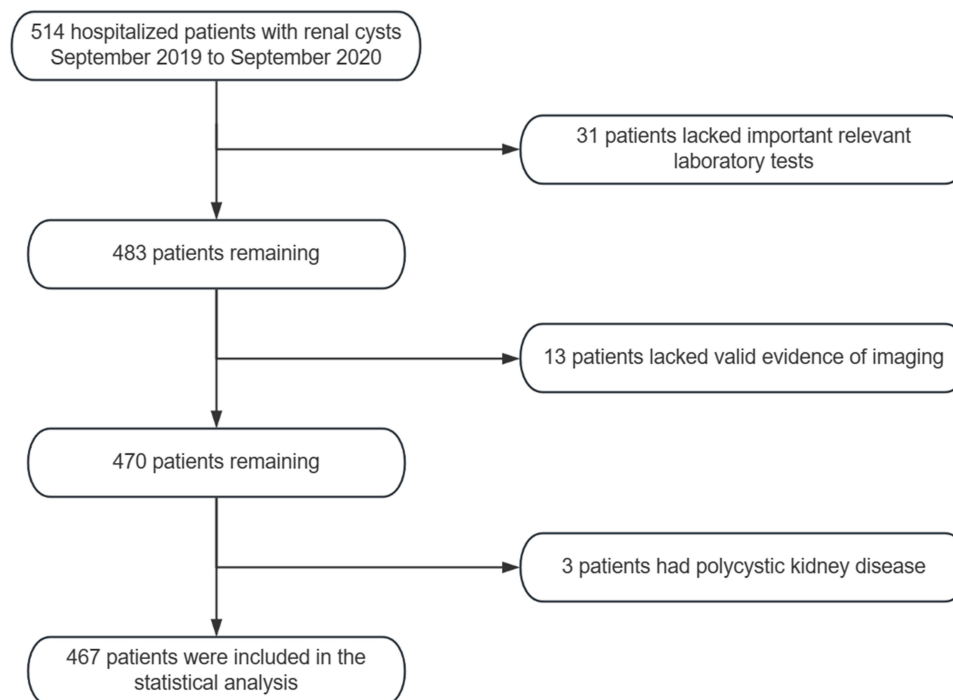 514 hospitalized patients with renal cysts
September 2019 to September 2020
31 patients lacked important relevant
laboratory tests
483 patients remaining
13 patients lacked valid evidence of imaging
470 patients remaining
3 patients had polycystic kidney disease
467 patients were included in the
statistical analysis